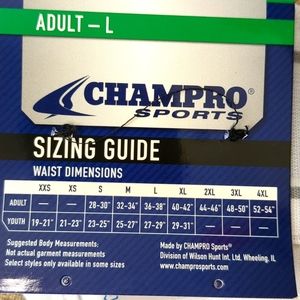 ADULT – L
CHAMPRO®
SPORTS
SIZING GUIDE
WAIST DIMENSIONS
XXS XS S M L XL 2XL 3XL 4XL
ADULT — — 28-30" 32-34" 36-38" 40-42" 44-46" 48-50" 52-54"
YOUTH 19-21" 21-23" 23-25" 25-27" 27-29" 29-31" — — —
Suggested Body Measurements:
Not actual garment measurements
Select styles only available in some sizes
Made by CHAMPRO Sports®
Division of Wilson Hunt Int. Ltd, Wheeling, IL
www.champrosports.com